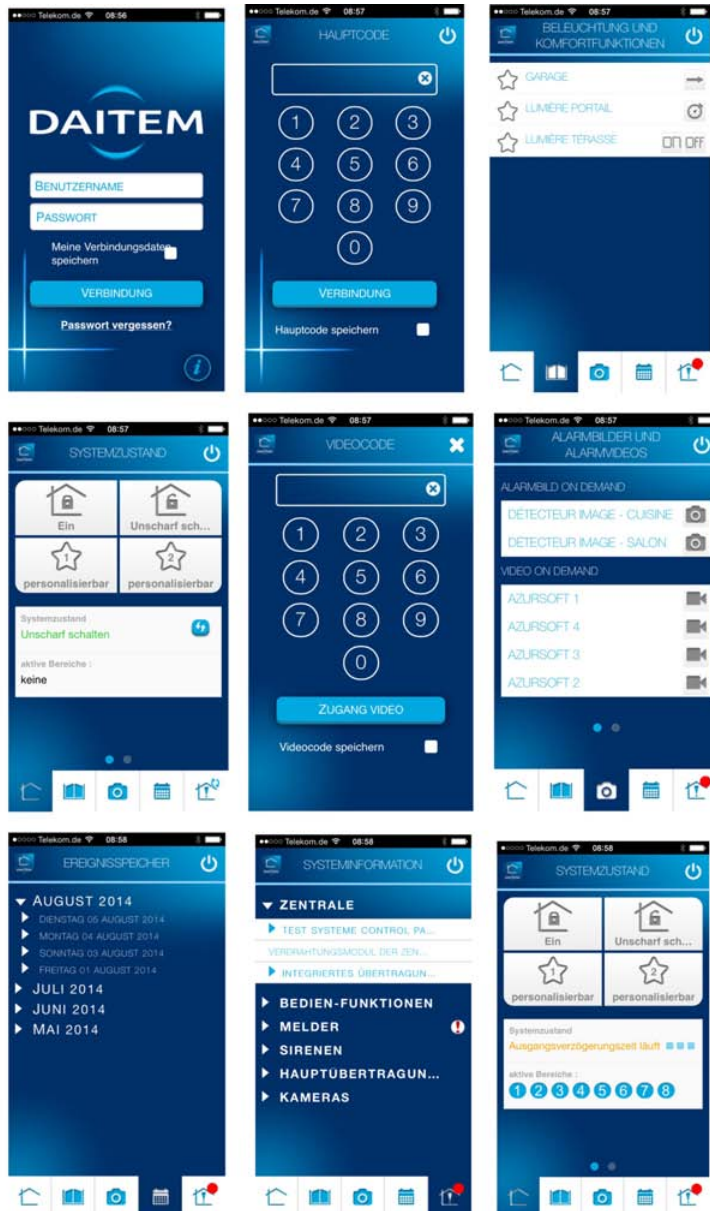 Telekom.de 08:56
DAITEM
BENUTZERNAME
PASSWORT
Meine Verbindungsdaten
speichern
VERBINDUNG
Passwort vergessen?
i
Telekom.de 08:57
HAUPTCODE
1 2 3
4 5 6
7 8 9
0
VERBINDUNG
Hauptcode speichern
Telekom.de 08:57
BELEUCHTUNG UND
KOMFORTFUNKTIONEN
GARAGE
LUMIÈRE PORTAIL
LUMIÈRE TERASSE ON OFF
Telekom.de 08:57
SYSTEMZUSTAND
Ein Unscharf sch...
1 2
personalisierbar personalisierbar
Systemzustand
Unscharf schalten
aktive Bereiche :
keine
Telekom.de 08:57
VIDEOCODE
1 2 3
4 5 6
7 8 9
0
ZUGANG VIDEO
Videocode speichern
Telekom.de 08:57
ALARMBILDER UND
ALARMVIDEOS
ALARMBILD ON DEMAND
DÉTECTEUR IMAGE - CUISINE
DÉTECTEUR IMAGE - SALON
VIDEO ON DEMAND
AZURSOFT 1
AZURSOFT 4
AZURSOFT 3
AZURSOFT 2
Telekom.de 08:58
EREIGNISSPEICHER
AUGUST 2014
DIENSTAG 05 AUGUST 2014
MONTAG 04 AUGUST 2014
SONNTAG 03 AUGUST 2014
FREITAG 01 AUGUST 2014
JULI 2014
JUNI 2014
MAI 2014
Telekom.de 08:58
SYSTEMINFORMATION
ZENTRALE
TEST SYSTEME CONTROL PA...
VERDRAHTUNGSMODUL DER ZEN...
INTEGRIERTES ÜBERTRAGUN...
BEDIEN-FUNKTIONEN
MELDER
SIRENEN
HAUPTÜBERTRAGUN...
KAMERAS
Telekom.de 08:58
SYSTEMZUSTAND
Ein Unscharf sch...
1 2
personalisierbar personalisierbar
Systemzustand
Ausgangsverzögerungszeit läuft
aktive Bereiche :
1 2 3 4 5 6 7 8